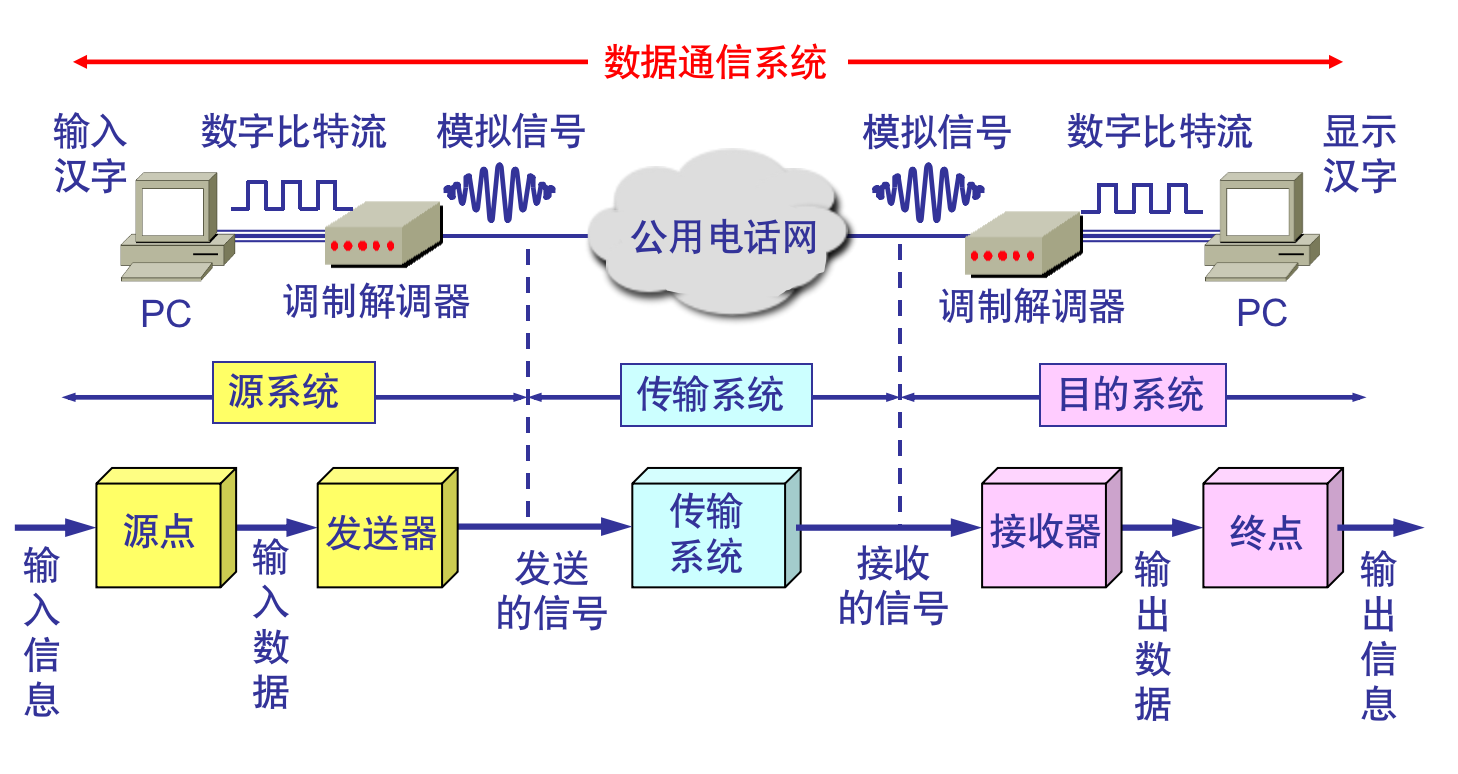 数据通信系统
输入
汉字
数字比特流
模拟信号
模拟信号
数字比特流
显示
汉字
公用电话网
PC
调制解调器
调制解调器
PC
源系统
传输系统
目的系统
源点
发送器
传输
系统
接收器
终点
输入信息
输入数据
发送
的信号
接收
的信号
输出数据
输出信息